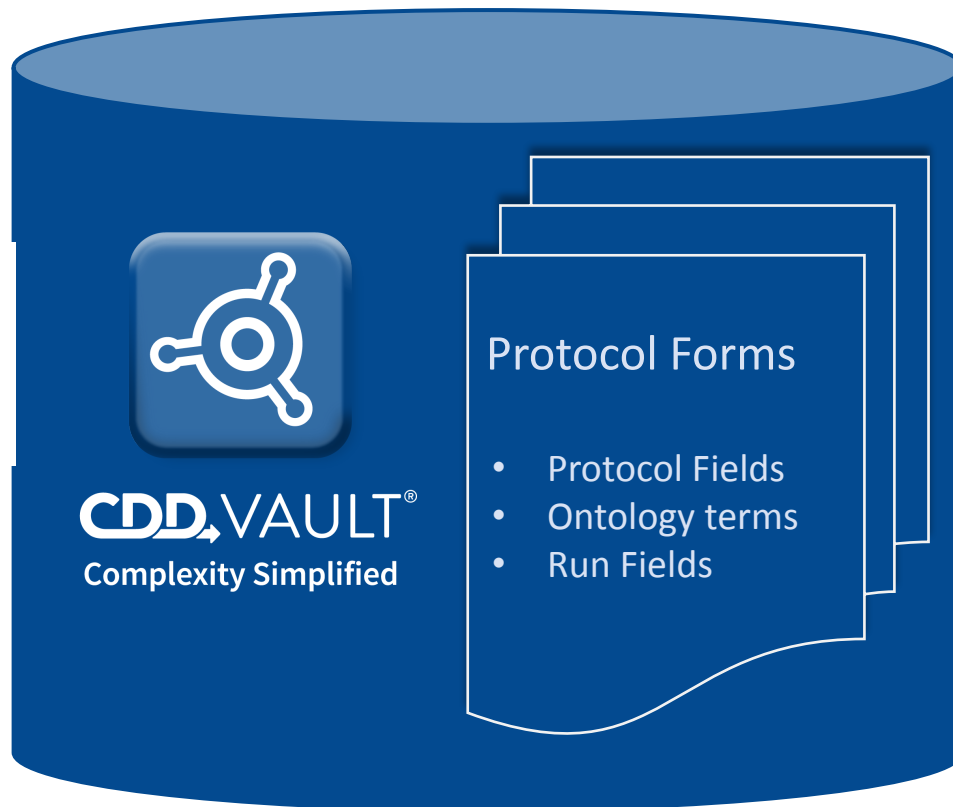 CDD VAULT®
Complexity Simplified
Protocol Forms
• Protocol Fields
• Ontology terms
• Run Fields